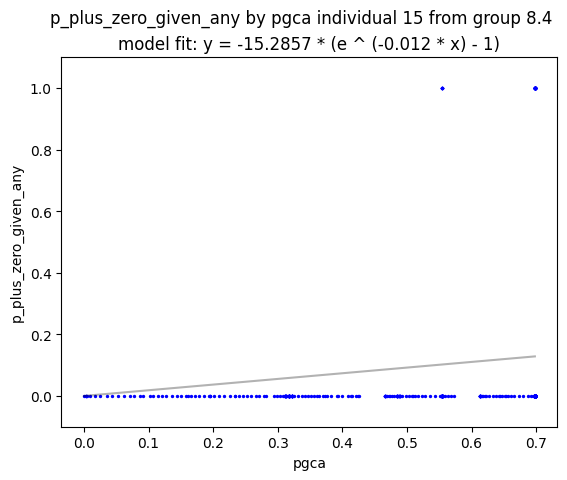 p_plus_zero_given_any by pgca individual 15 from group 8.4
model fit: y = -15.2857 * (e ^ (-0.012 * x) - 1)
1.0
0.8
0.6
0.4
0.2
0.0
p_plus_zero_given_any
0.0 0.1 0.2 0.3 0.4 0.5 0.6 0.7
pgca